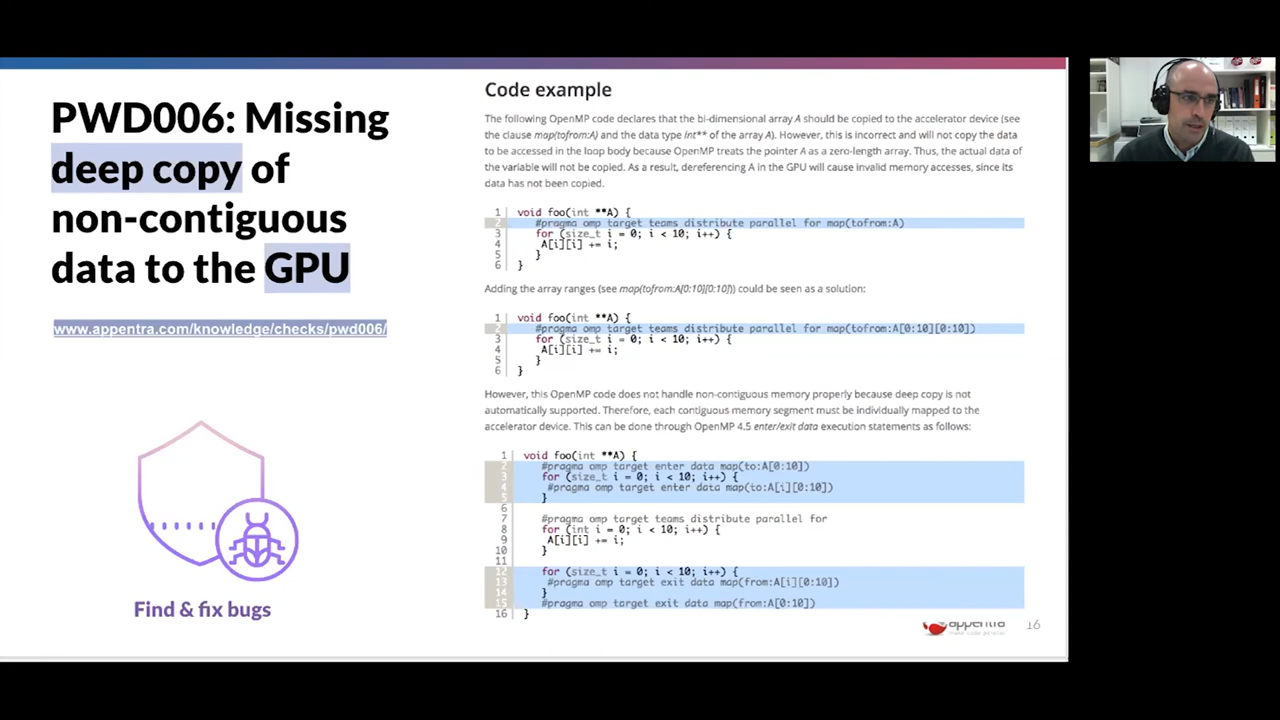 PWD006: Missing
deep copy of
non-contiguous
data to the GPU
www.appentra.com/knowledge/checks/pwd006/
Find & fix bugs
Code example
The following OpenMP code declares that the bi-dimensional array A should be copied to the accelerator device (see
the clause map(tofrom:A) and the data type int** of the array A). However, this is incorrect and will not copy the data
to be accessed in the loop body because OpenMP treats the pointer A as a zero-length array. Thus, the actual data of
the variable will not be copied. As a result, dereferencing A in the GPU will cause invalid memory accesses, since its
data has not been copied.
1 void foo(int **A) {
2 #pragma omp target teams distribute parallel for map(tofrom:A)
3 for (size_t i = 0; i < 10; i++) {
4 A[i][i] += i;
5 }
6 }
Adding the array ranges (see map(tofrom:A[0:10][0:10])) could be seen as a solution:
1 void foo(int **A) {
2 #pragma omp target teams distribute parallel for map(tofrom:A[0:10][0:10])
3 for (size_t i = 0; i < 10; i++) {
4 A[i][i] += i;
5 }
6 }
However, this OpenMP code does not handle non-contiguous memory properly because deep copy is not
automatically supported. Therefore, each contiguous memory segment must be individually mapped to the
accelerator device. This can be done through OpenMP 4.5 enter/exit data execution statements as follows:
1 void foo(int **A) {
2 #pragma omp target enter data map(to:A[0:10])
3 for (size_t i = 0; i < 10; i++) {
4 #pragma omp target enter data map(to:A[i][0:10])
5 }
6
7 #pragma omp target teams distribute parallel for
8 for (int i = 0; i < 10; i++) {
9 A[i][i] += i;
10 }
11
12 for (size_t i = 0; i < 10; i++) {
13 #pragma omp target exit data map(from:A[i][0:10])
14 }
15 #pragma omp target exit data map(from:A[0:10])
16 }
appentra
make code parallel
16